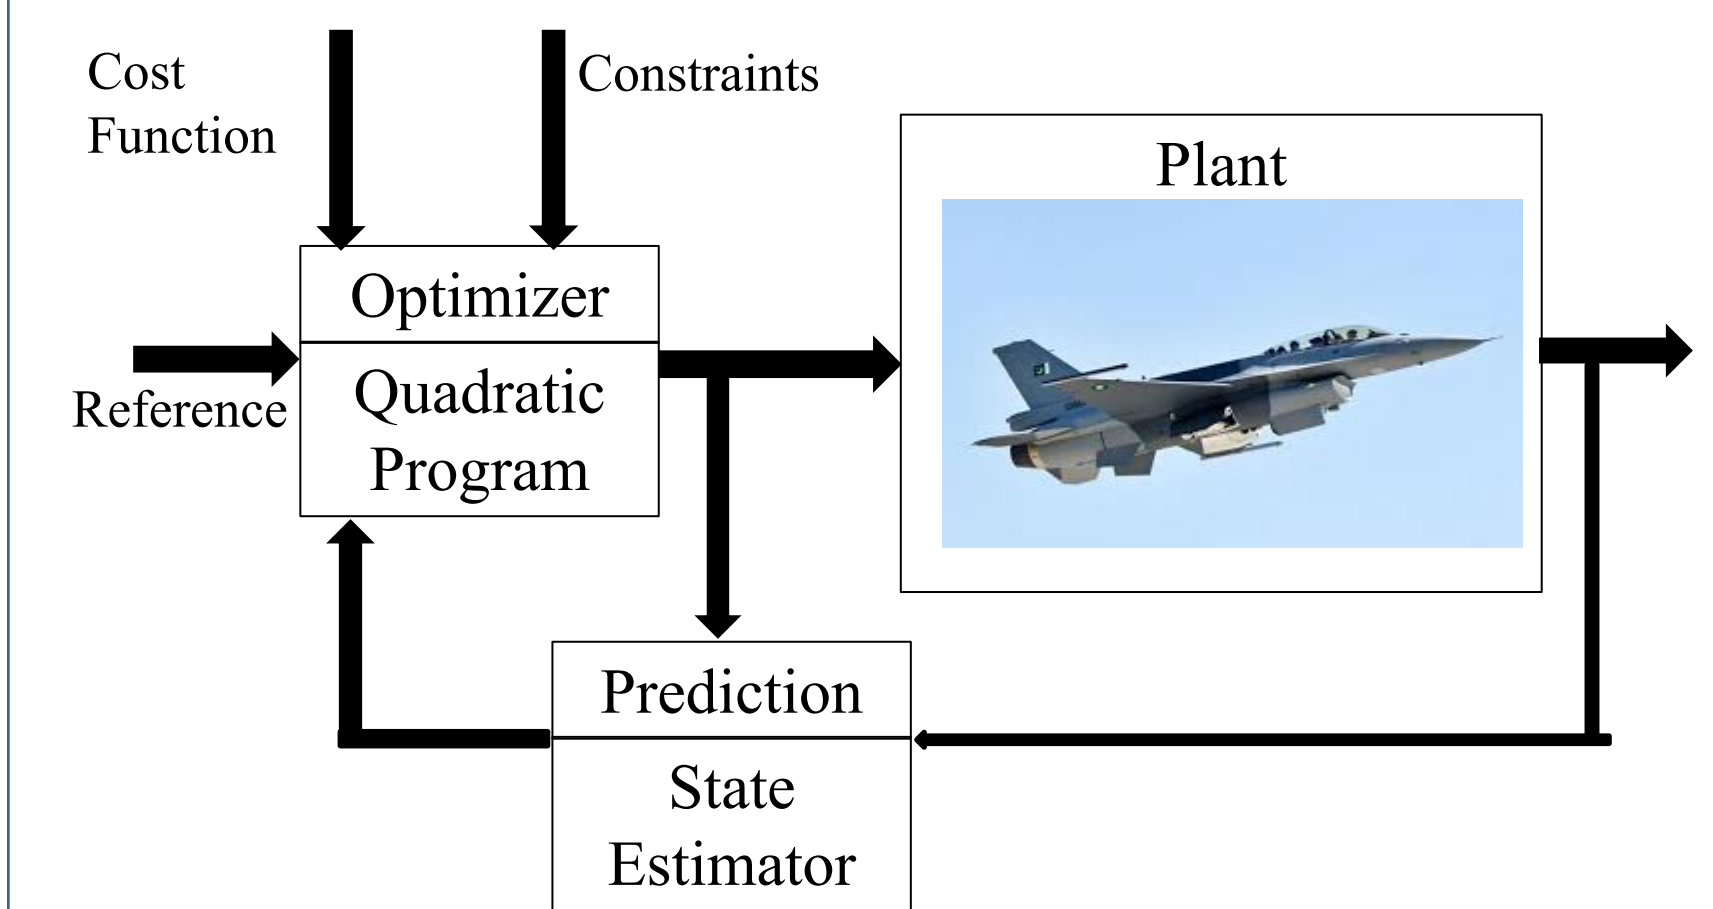 Cost
Function
Constraints
Plant
Optimizer
Quadratic
Program
Reference
Prediction
State
Estimator